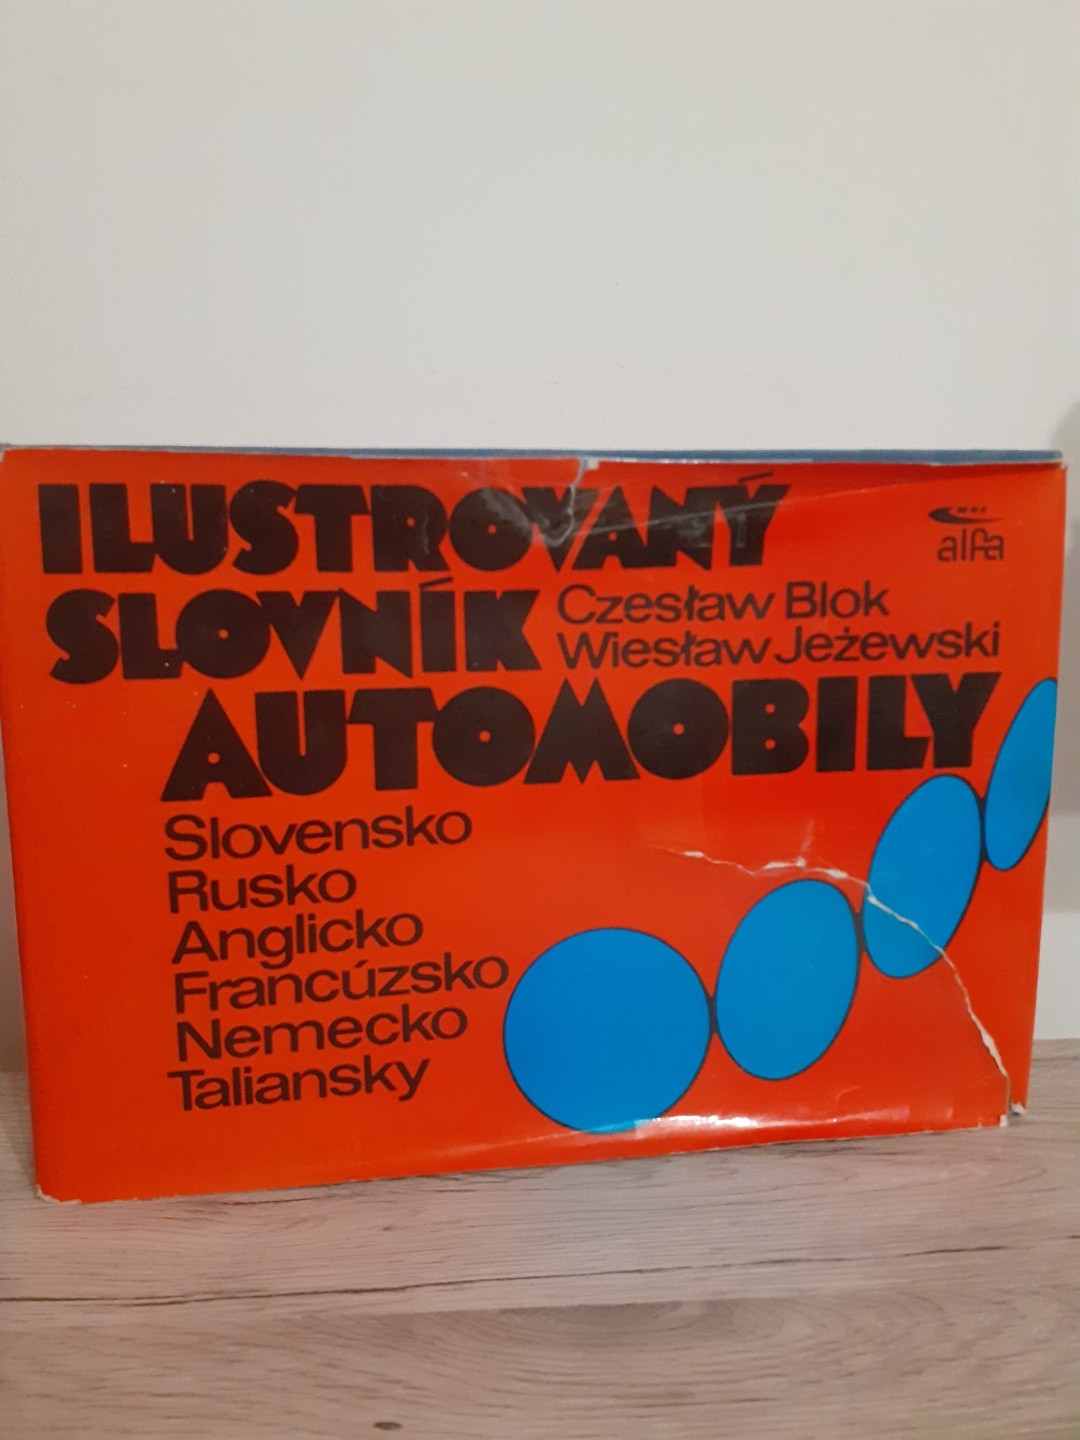 ILUSTROVANÝ
SLOVNÍK
Czesław Blok
Wiesław Jeżewski
AUTOMOBILY
Slovensko
Rusko
Anglicko
Francúzsko
Nemecko
Taliansky
alfa